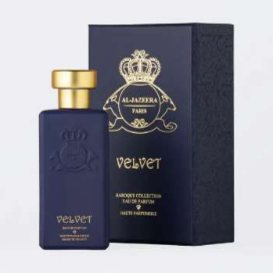 AL-JAZEERA
PARIS
VELVET
BAROQUE COLLECTION
EAU DE PARFUM
HAUTE PARFUMERIE
VELVET